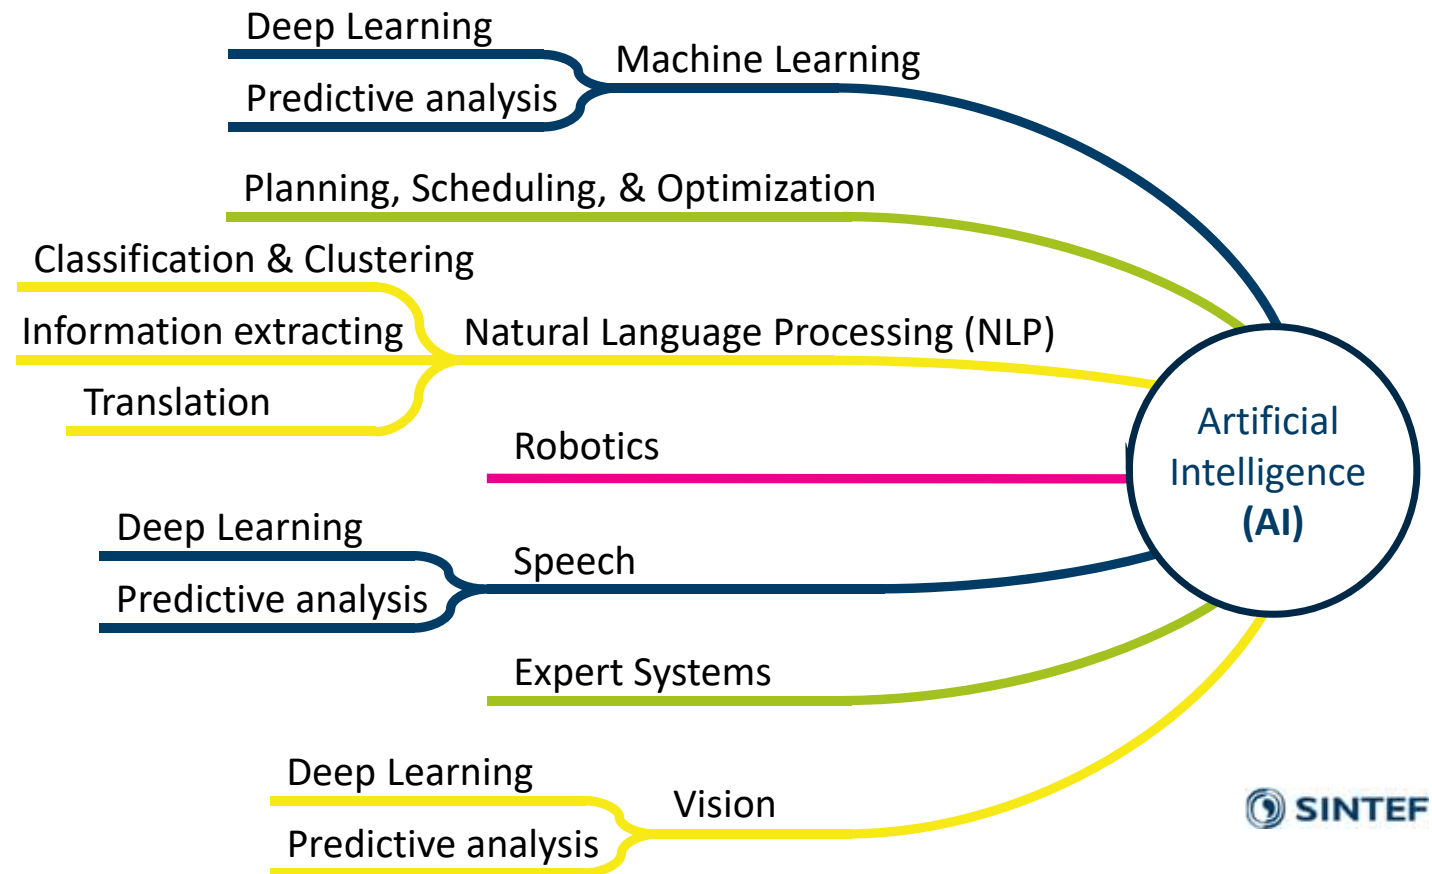 Deep Learning
Machine Learning
Predictive analysis
Planning, Scheduling, & Optimization
Classification & Clustering
Information extracting
Natural Language Processing (NLP)
Translation
Robotics
Artificial
Intelligence
(AI)
Deep Learning
Speech
Predictive analysis
Expert Systems
Deep Learning
Vision
Predictive analysis
SINTEF